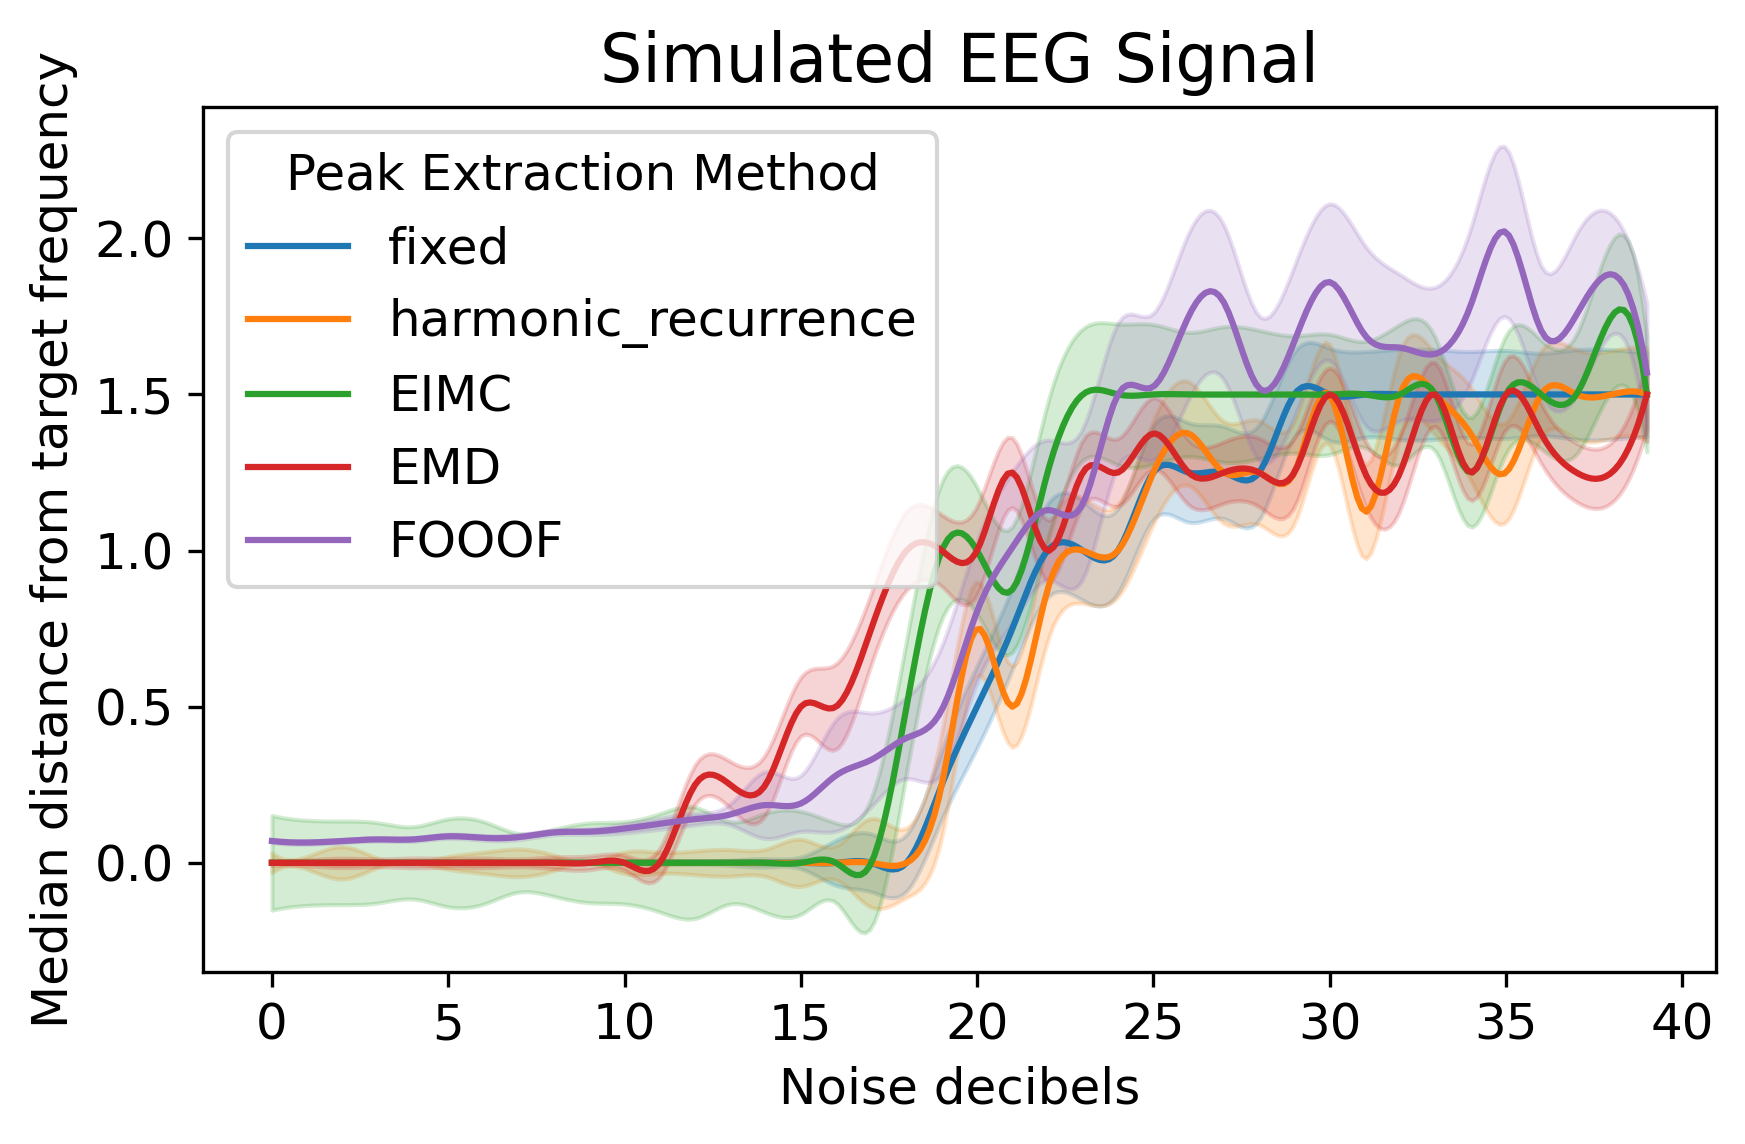 Simulated EEG Signal
Median distance from target frequency
2.0
1.5
1.0
0.5
0.0
Peak Extraction Method
fixed
harmonic_recurrence
EIMC
EMD
FOOOF
0 5 10 15 20 25 30 35 40
Noise decibels